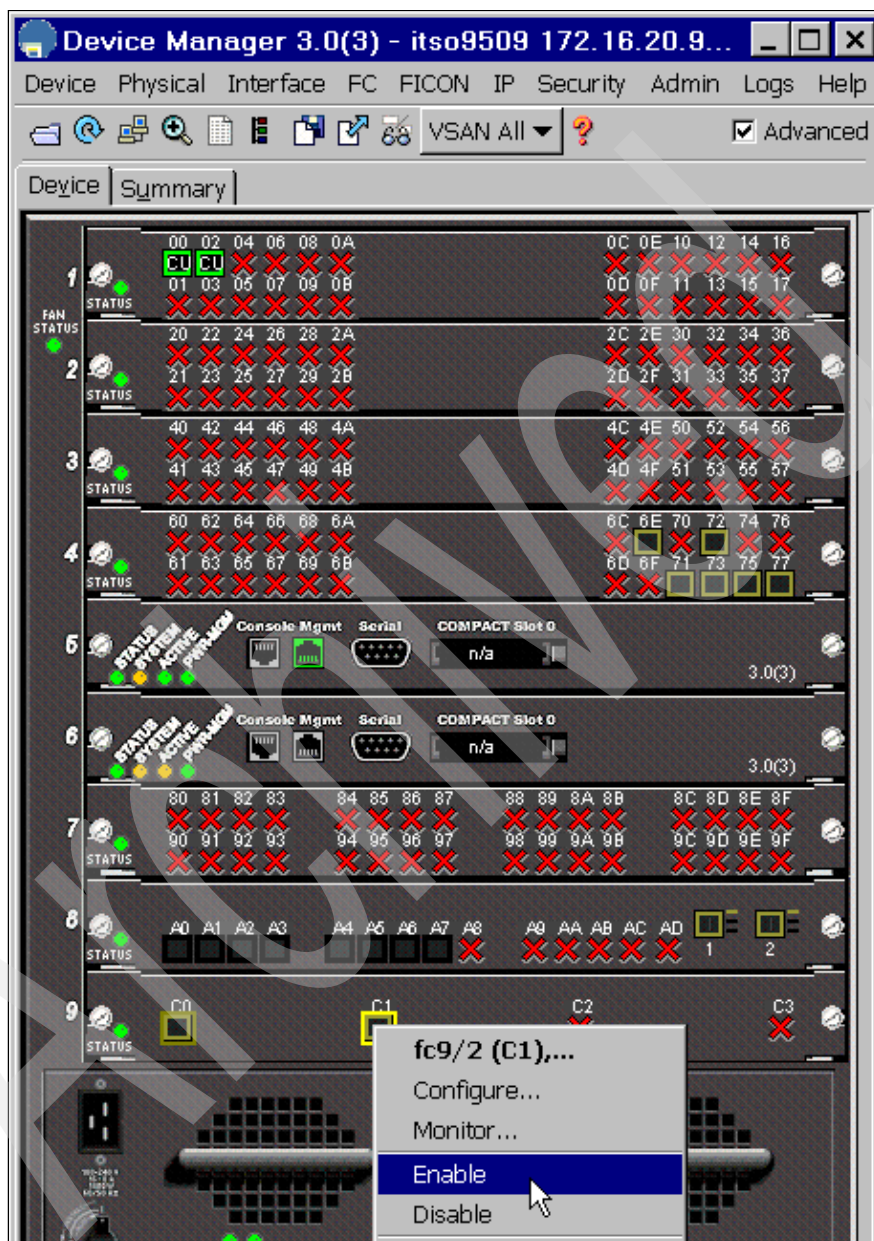 Device Manager 3.0(3) - itso9509 172.16.20.9...
Device Physical Interface FC FICON IP Security Admin Logs Help
VSAN All Advanced
Device Summary
00 02 04 06 08 0A 0C 0E 10 12 14 16
CU CU
1
01 03 05 07 09 0B 0D 0F 11 13 15 17
STATUS
FAN
STATUS
20 22 24 26 28 2A 2C 2E 30 32 34 36
2
21 23 25 27 29 2B 2D 2F 31 33 35 37
STATUS
40 42 44 46 48 4A 4C 4E 50 52 54 56
3
41 43 45 47 49 4B 4D 4F 51 53 55 57
STATUS
60 62 64 66 68 6A 6C 6E 70 72 74 76
4
61 63 65 67 69 6B 6D 6F 71 73 75 77
STATUS
5
STATUS SYSTEM ACTIVE PWR-MGM
Console Mgmt Serial COMPACT Slot 0
n/a
3.0(3)
6
STATUS SYSTEM ACTIVE PWR-MGM
Console Mgmt Serial COMPACT Slot 0
n/a
3.0(3)
80 81 82 83 84 85 86 87 88 89 8A 8B 8C 8D 8E 8F
7
90 91 92 93 94 95 96 97 98 99 9A 9B 9C 9D 9E 9F
STATUS
8
A0 A1 A2 A3 A4 A5 A6 A7 A8 A9 AA AB AC AD
1 2
STATUS
9
C0 C1 C2 C3
STATUS
fc9/2 (C1),...
Configure...
Monitor...
Enable
Disable
Archived